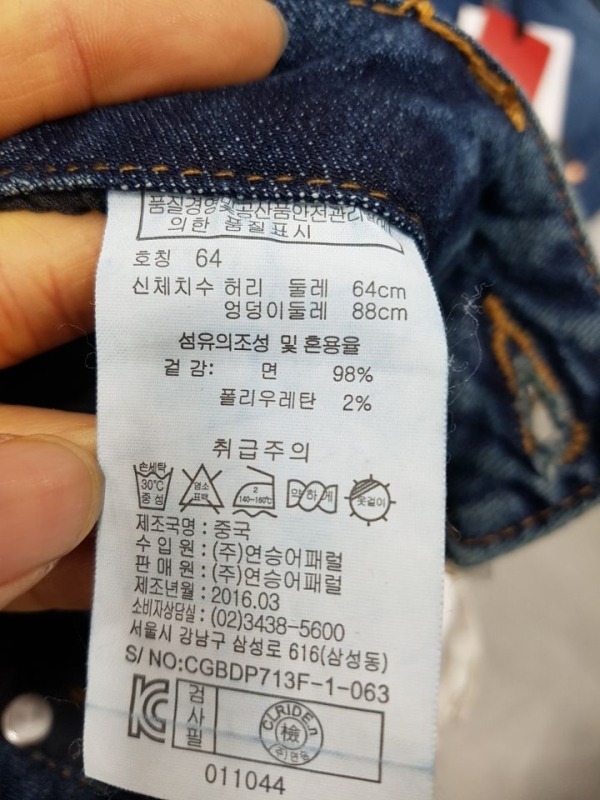 품질경영및공산품안전관리법에
의한 품질표시
호칭 64
신체치수 허리 둘레 64cm
엉덩이둘레 88cm
섬유의조성 및 혼용율
겉 감: 면 98%
폴리우레탄 2%
취급주의
손세탁 30℃ 중성
염소 표백
2 140~160℃
약하게
옷걸이
제조국명 : 중국
수 입 원 : (주)연승어패럴
판 매 원 : (주)연승어패럴
제조년월 : 2016.03
소비자상담실 : (02)3438-5600
서울시 강남구 삼성로 616(삼성동)
S/ NO:CGBDP713F-1-063
검사필
CLRIDE.n
檢
011044